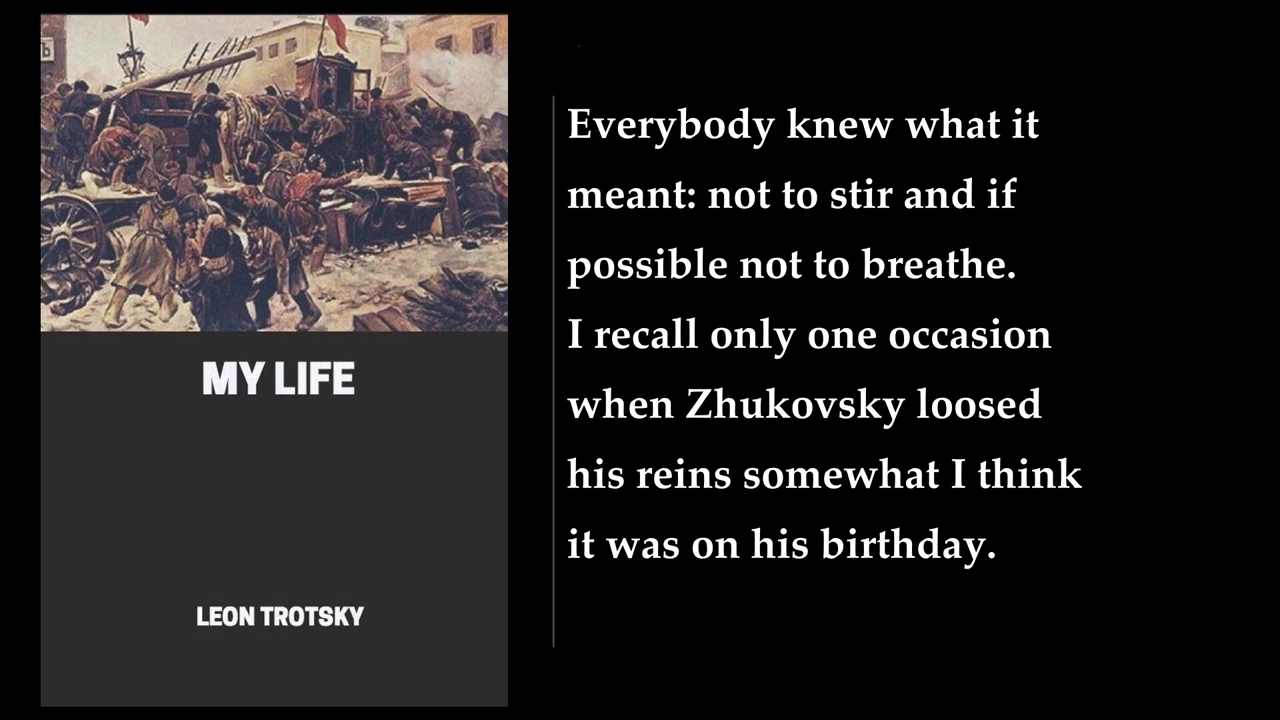 MY LIFE
LEON TROTSKY
Everybody knew what it
meant: not to stir and if
possible not to breathe.
I recall only one occasion
when Zhukovsky loosed
his reins somewhat I think
it was on his birthday.